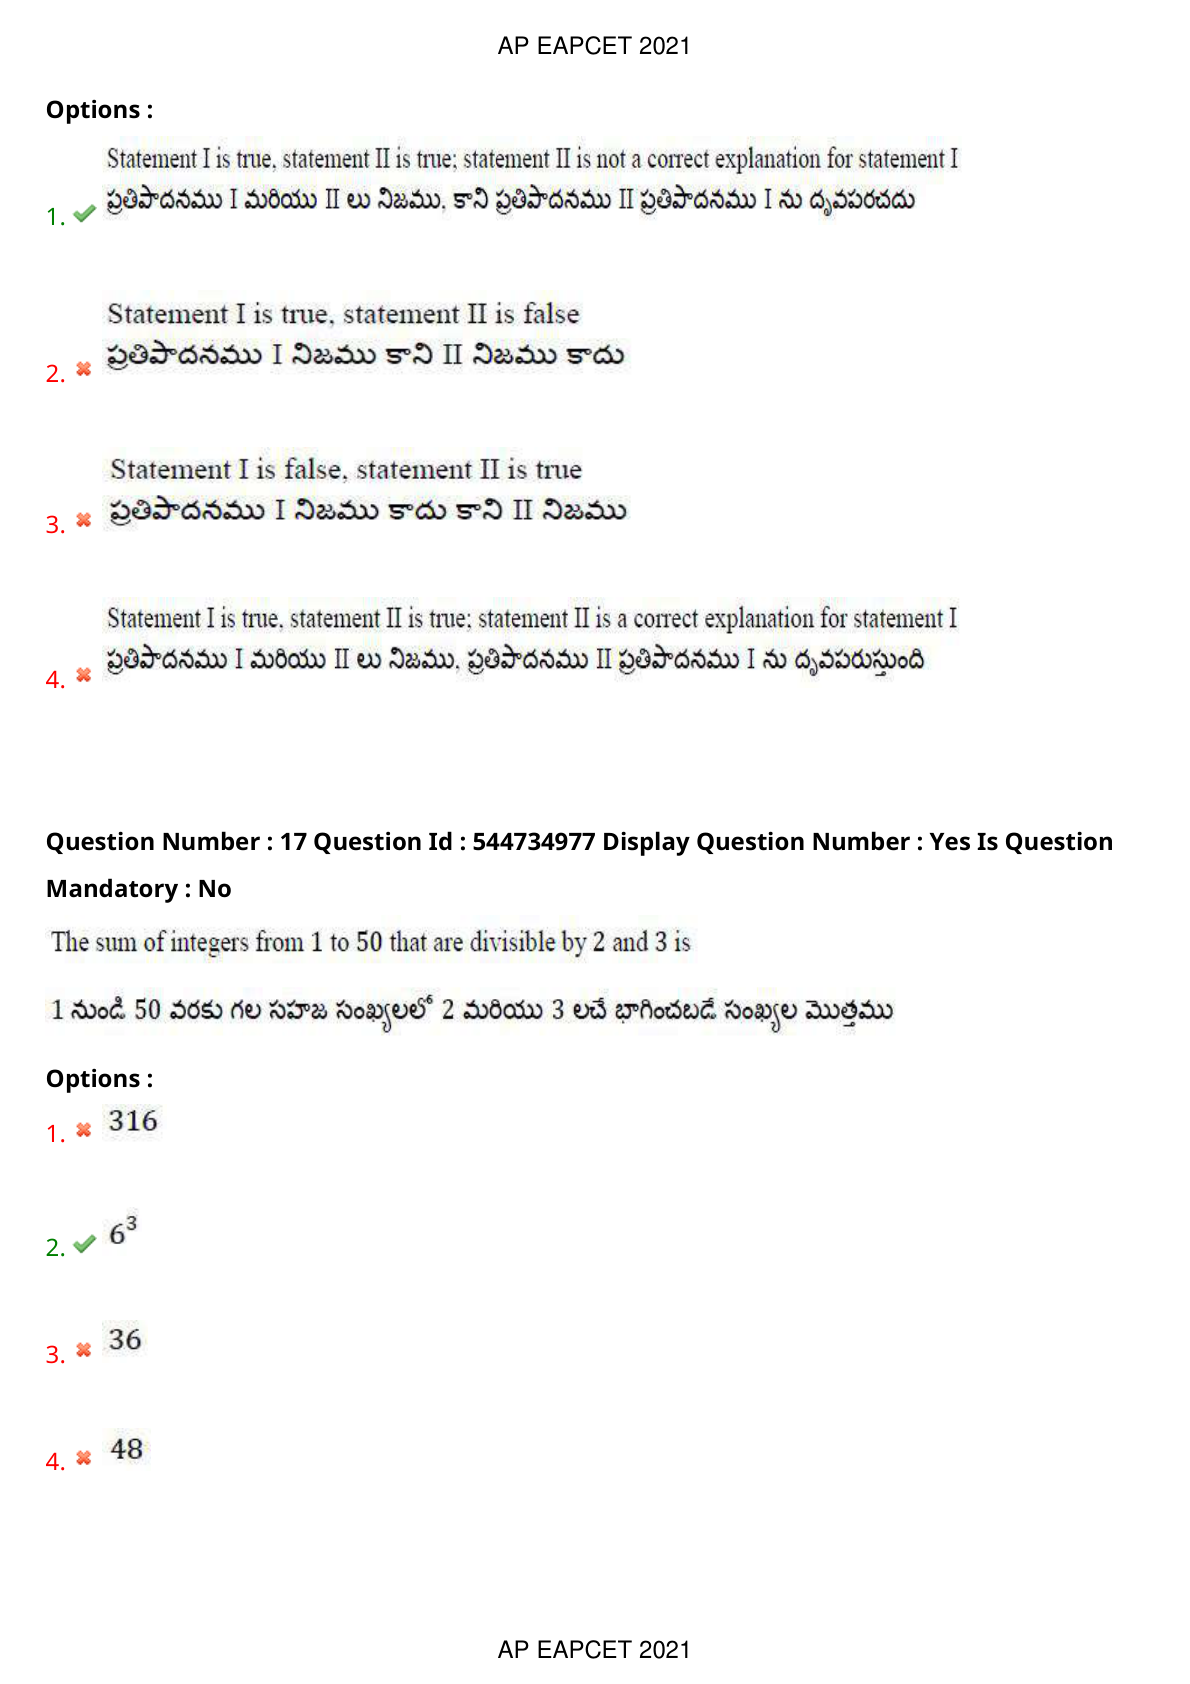 AP EAPCET 2021
Options :
Statement I is true, statement II is true; statement II is not a correct explanation for statement I
ప్రతిపాదనము I మరియు II లు నిజము, కాని ప్రతిపాదనము II ప్రతిపాదనము I ను దృవపరచదు
1.
Statement I is true, statement II is false
ప్రతిపాదనము I నిజము కాని II నిజము కాదు
2.
Statement I is false, statement II is true
ప్రతిపాదనము I నిజము కాదు కాని II నిజము
3.
Statement I is true, statement II is true; statement II is a correct explanation for statement I
ప్రతిపాదనము I మరియు II లు నిజము, ప్రతిపాదనము II ప్రతిపాదనము I ను దృవపరుస్తుంది
4.
Question Number : 17 Question Id : 544734977 Display Question Number : Yes Is Question
Mandatory : No
The sum of integers from 1 to 50 that are divisible by 2 and 3 is
1 నుండి 50 వరకు గల సహజ సంఖ్యలలో 2 మరియు 3 లచే భాగించబడే సంఖ్యల మొత్తము
Options :
1. 316
2. 6³
3. 36
4. 48
AP EAPCET 2021